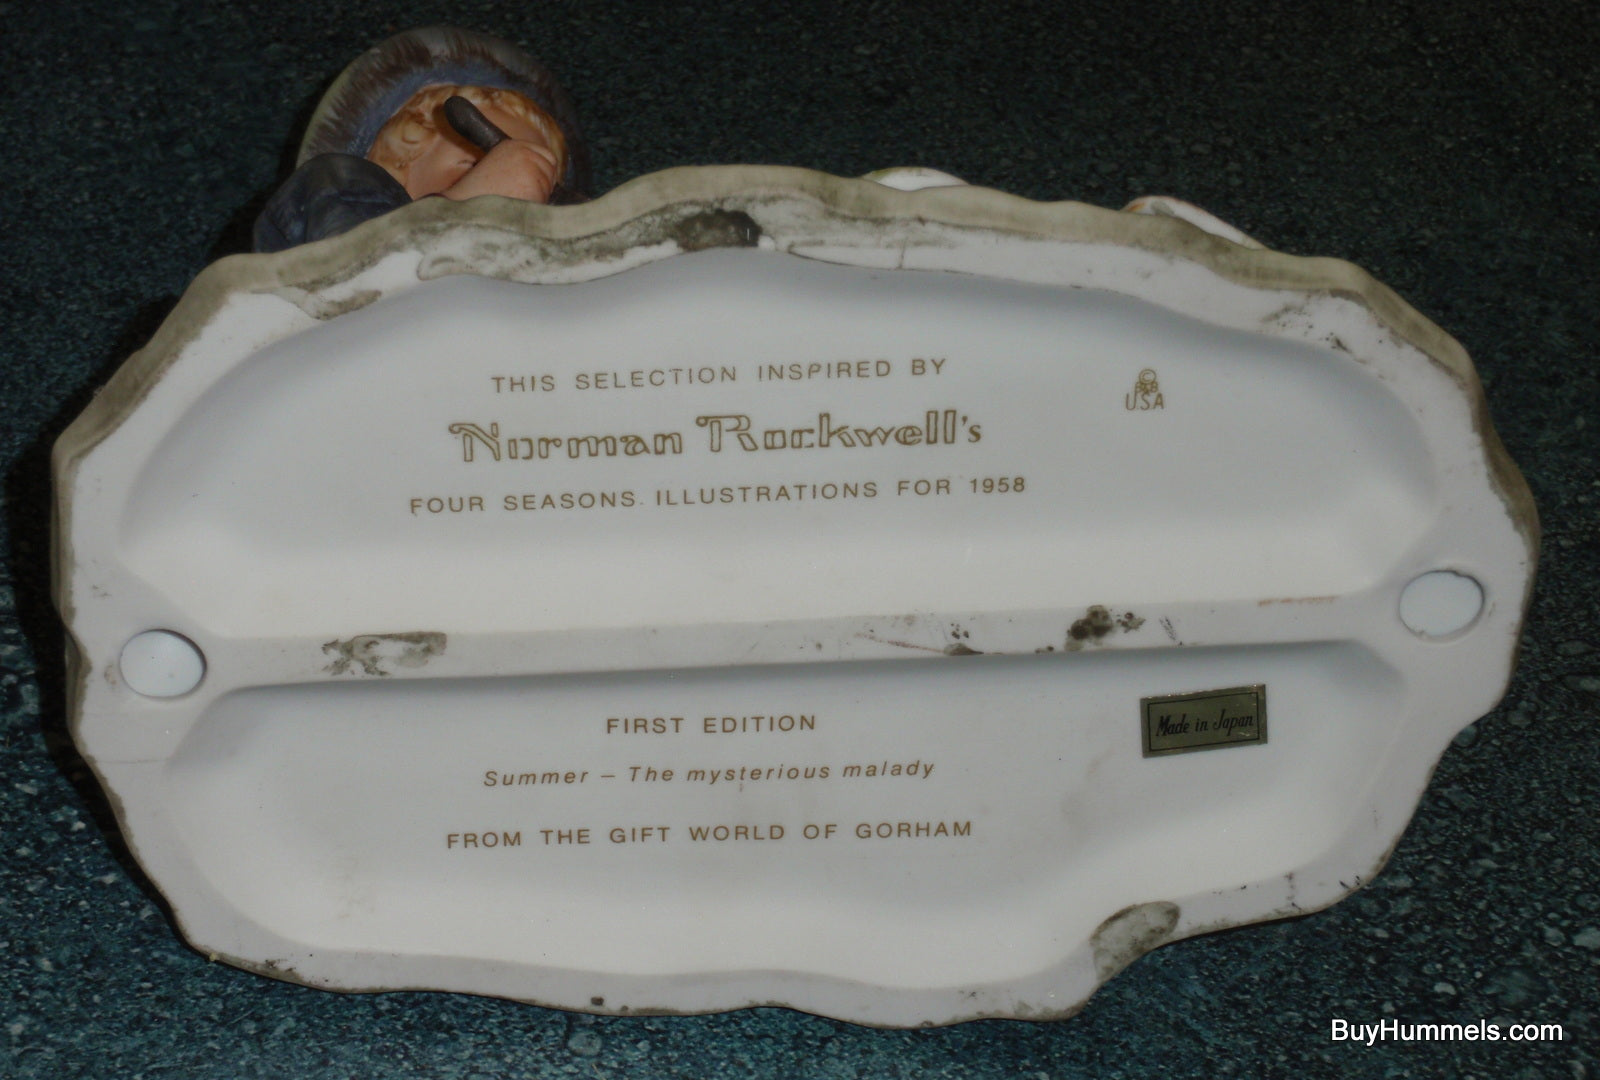 THIS SELECTION INSPIRED BY
Norman Rockwell's
FOUR SEASONS ILLUSTRATIONS FOR 1958
©
B&B
USA
FIRST EDITION
Summer – The mysterious malady
FROM THE GIFT WORLD OF GORHAM
Made in Japan
BuyHummels.com